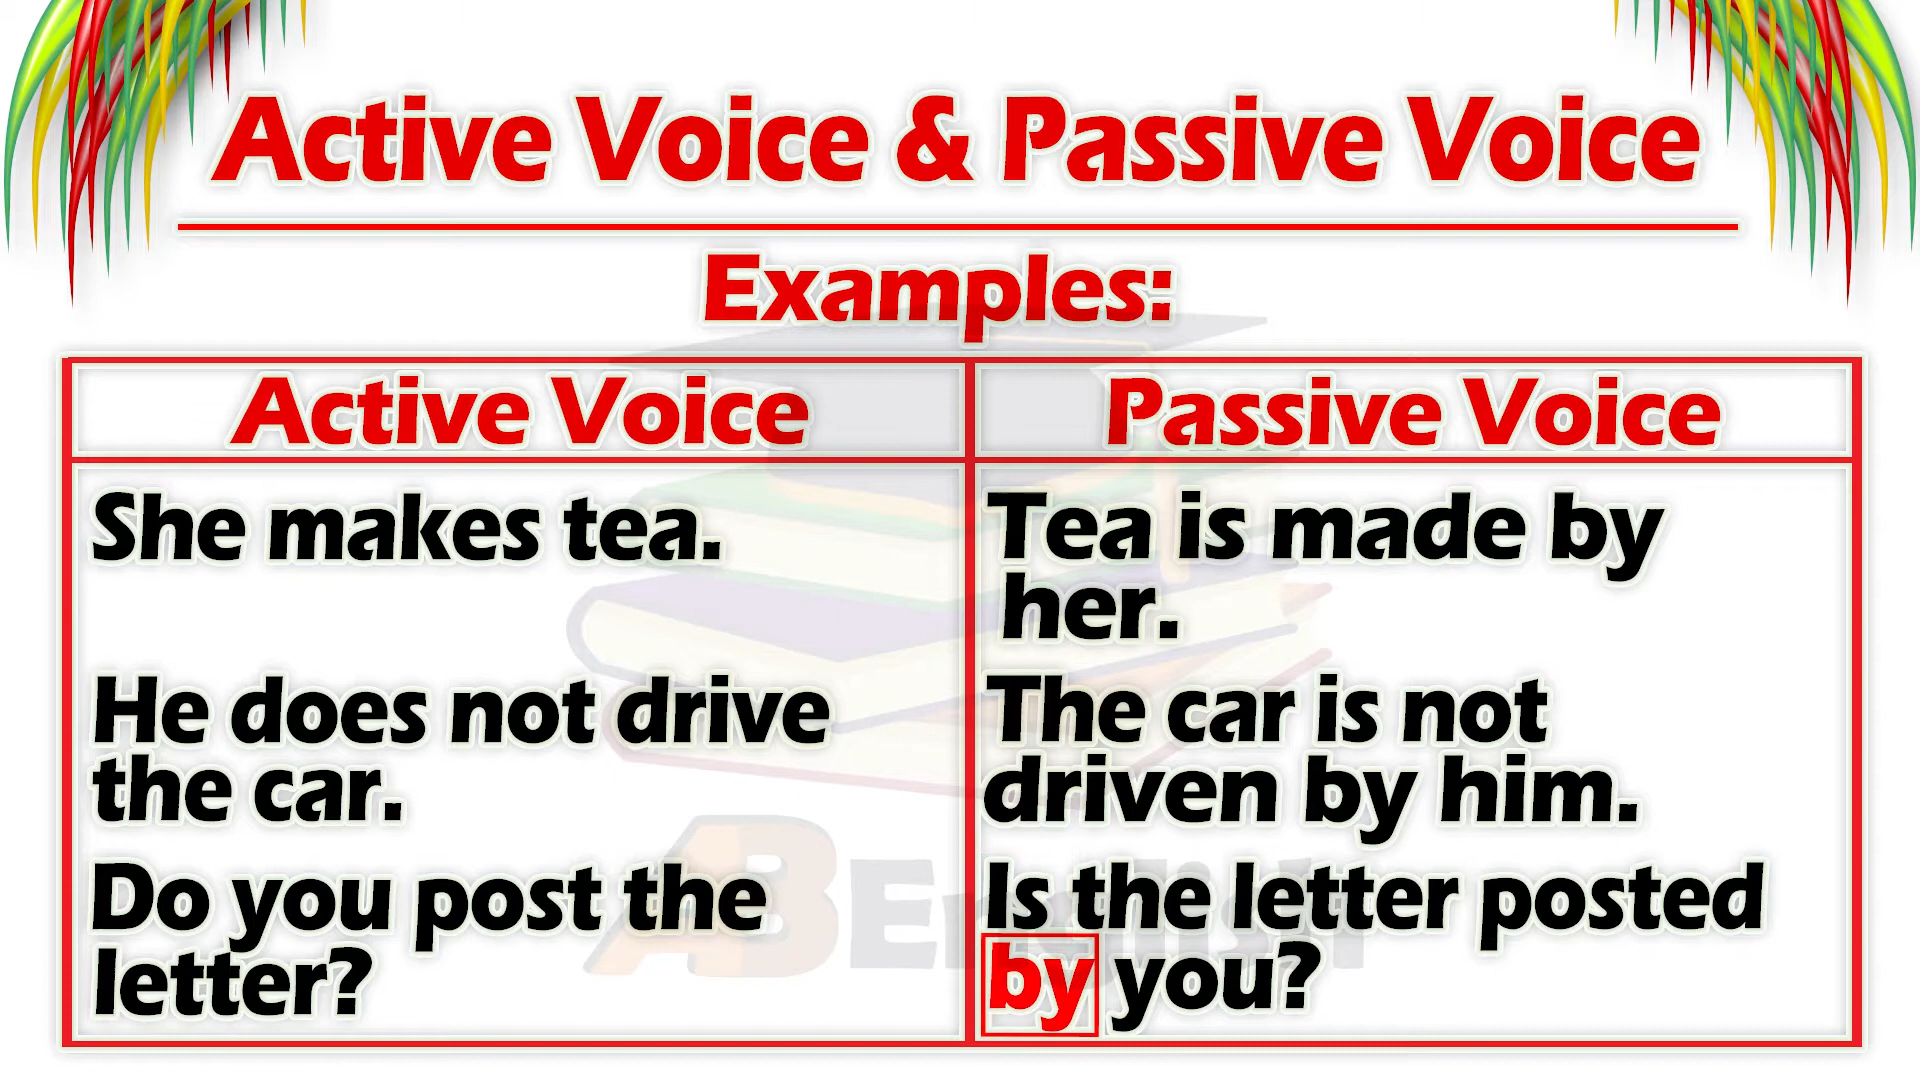 Active Voice & Passive Voice
Examples:
Active Voice
Passive Voice
She makes tea.
Tea is made by
her.
He does not drive
the car.
The car is not
driven by him.
Do you post the
letter?
Is the letter posted
by you?
AB English